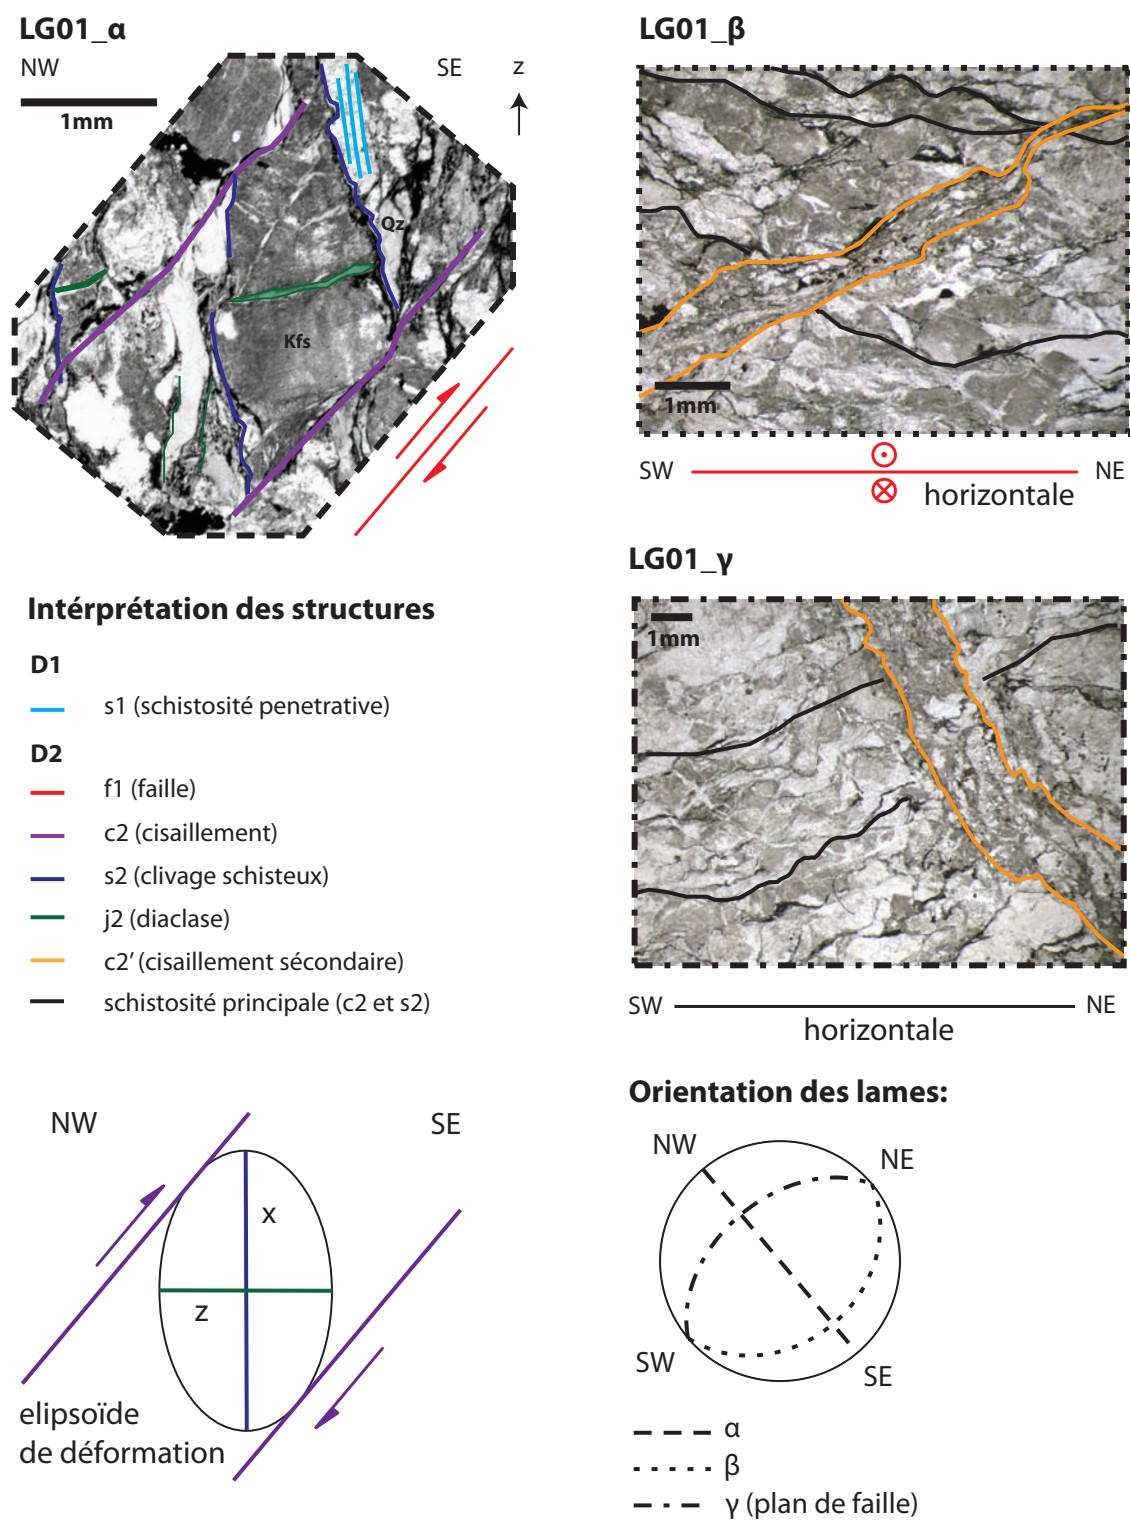 LG01_α
NW
SE
z
1mm
Qz
Kfs
LG01_β
1mm
SW
NE
horizontale
LG01_γ
1mm
SW
NE
horizontale
Intérprétation des structures
D1
s1 (schistosité penetrative)
D2
f1 (faille)
c2 (cisaillement)
s2 (clivage schisteux)
j2 (diaclase)
c2’ (cisaillement sécondaire)
schistosité principale (c2 et s2)
NW
SE
x
z
elipsoïde
de déformation
Orientation des lames:
NW
NE
SW
SE
α
β
γ (plan de faille)